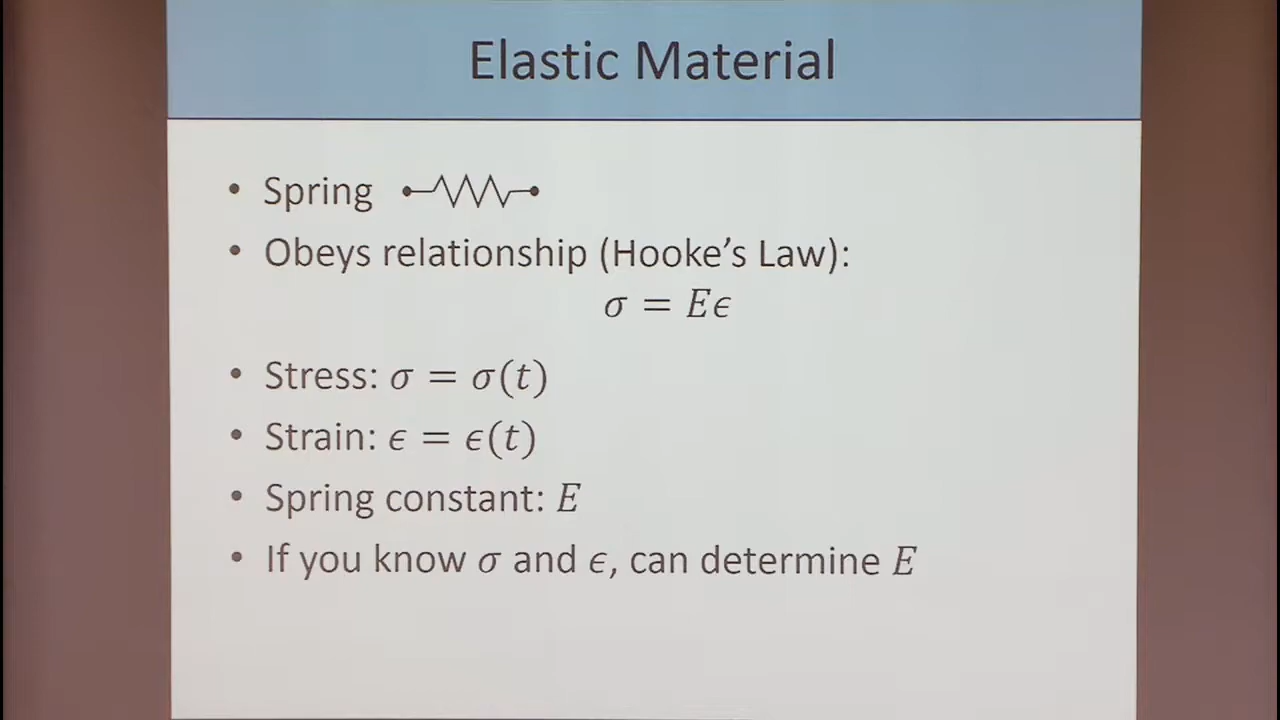 Elastic Material
• Spring
• Obeys relationship (Hooke's Law):
σ = Eϵ
• Stress: σ = σ(t)
• Strain: ϵ = ϵ(t)
• Spring constant: E
• If you know σ and ϵ, can determine E